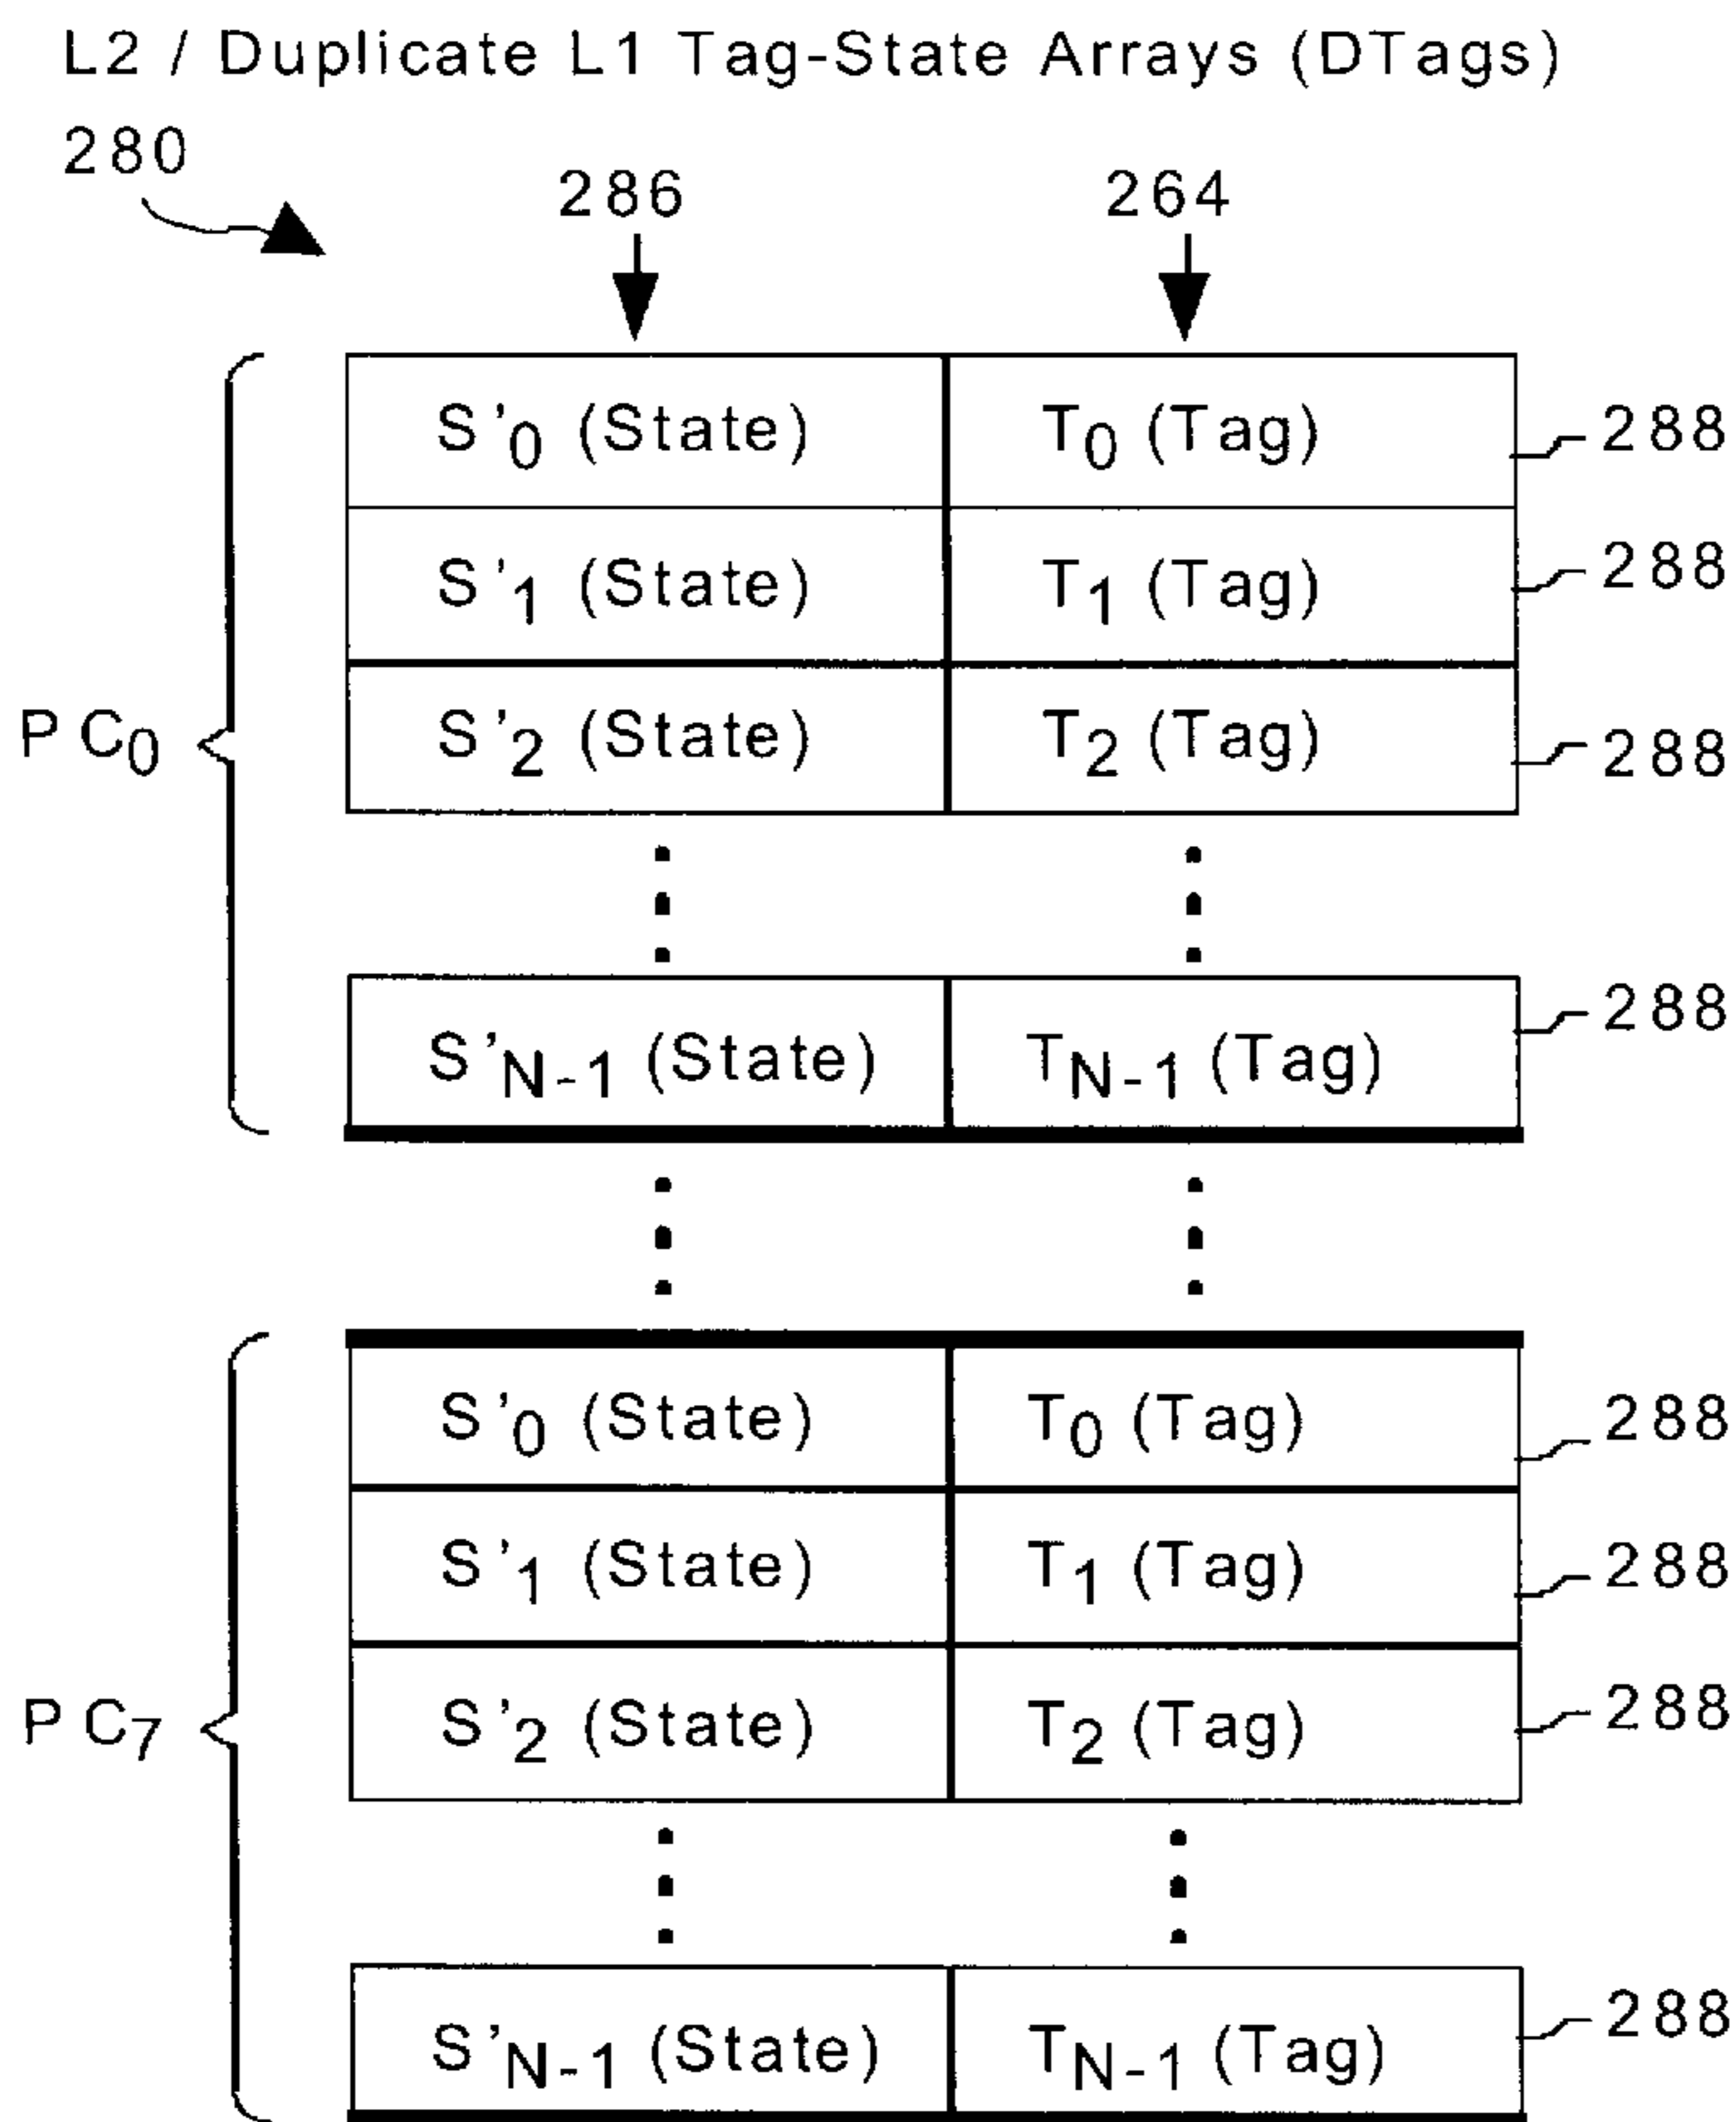 L2 / Duplicate L1 Tag-State Arrays (DTags)
280
286 264
S'0 (State) T0 (Tag) 288
S'1 (State) T1 (Tag) 288
PC0 S'2 (State) T2 (Tag) 288
S'N-1 (State) TN-1 (Tag) 288
S'0 (State) T0 (Tag) 288
S'1 (State) T1 (Tag) 288
PC7 S'2 (State) T2 (Tag) 288
S'N-1 (State) TN-1 (Tag) 288